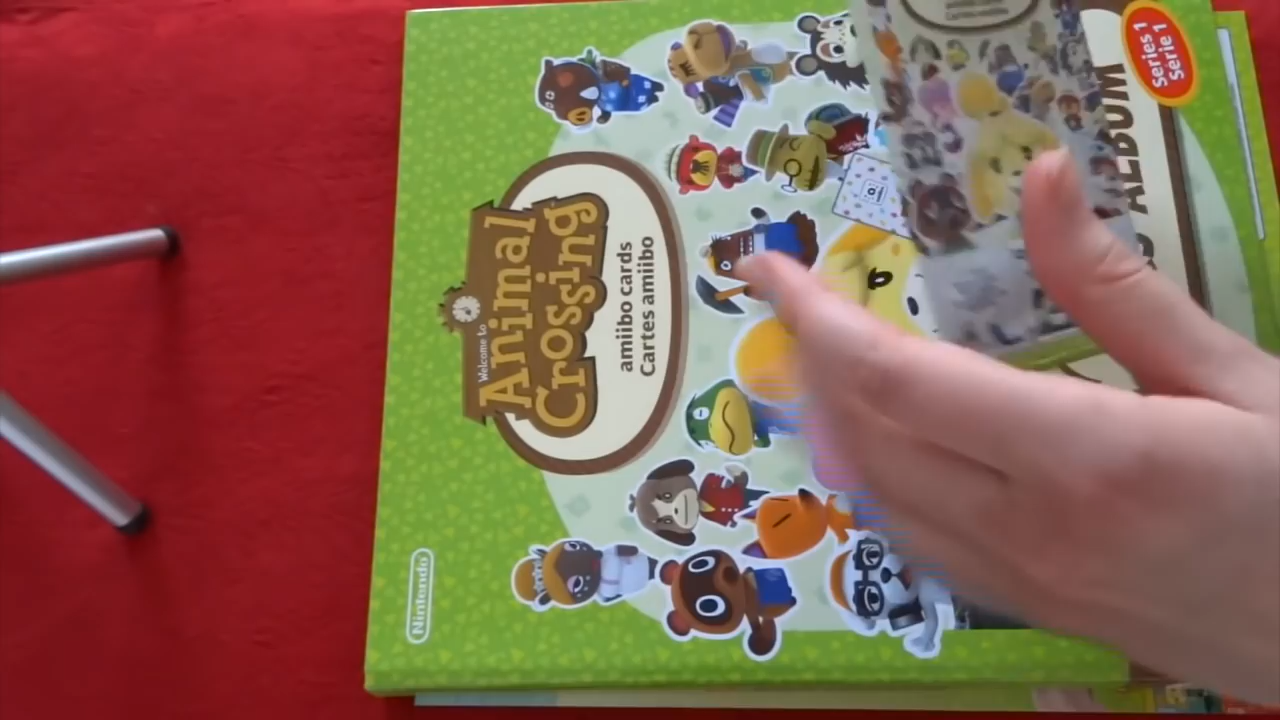 Welcome to
Animal
Crossing
amiibo cards
Cartes amiibo
ALBUM
Series 1
Série 1
Nintendo